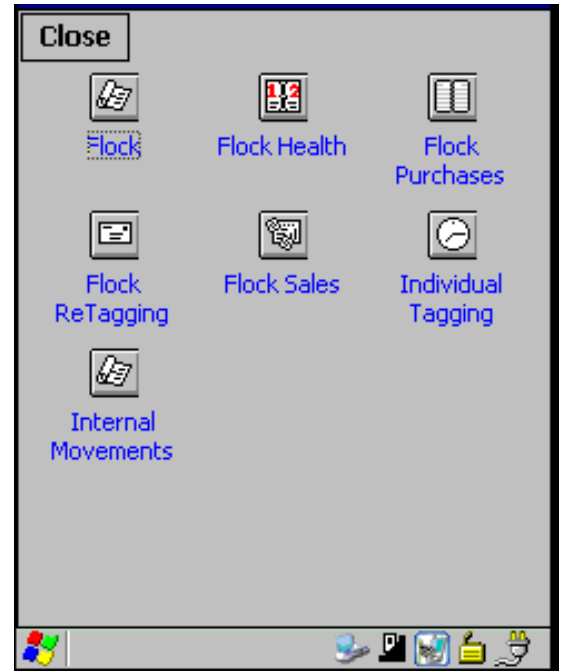 Close
Flock
Flock Health
Flock
Purchases
Flock
ReTagging
Flock Sales
Individual
Tagging
Internal
Movements